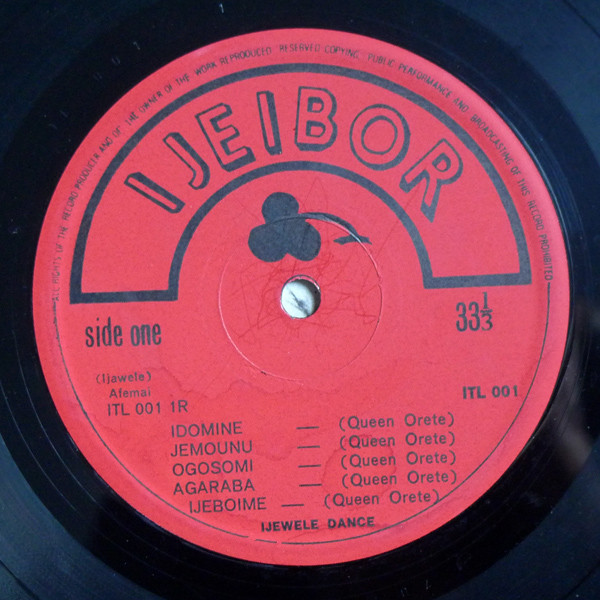 ALL RIGHTS OF THE RECORD PRODUCER AND OF THE OWNER OF THE WORK REPRODUCED RESERVED COPYING, PUBLIC PERFORMANCE AND BROADCASTING OF THIS RECORD PROHIBITED
IJEIBOR
side one
33 1/3
(Ijawele)
Afemai
ITL 001 1R
ITL 001
IDOMINE — (Queen Orete)
JEMOUNU — (Queen Orete)
OGOSOMI — (Queen Orete)
AGARABA — (Queen Orete)
IJEBOIME — (Queen Orete)
IJEWELE DANCE